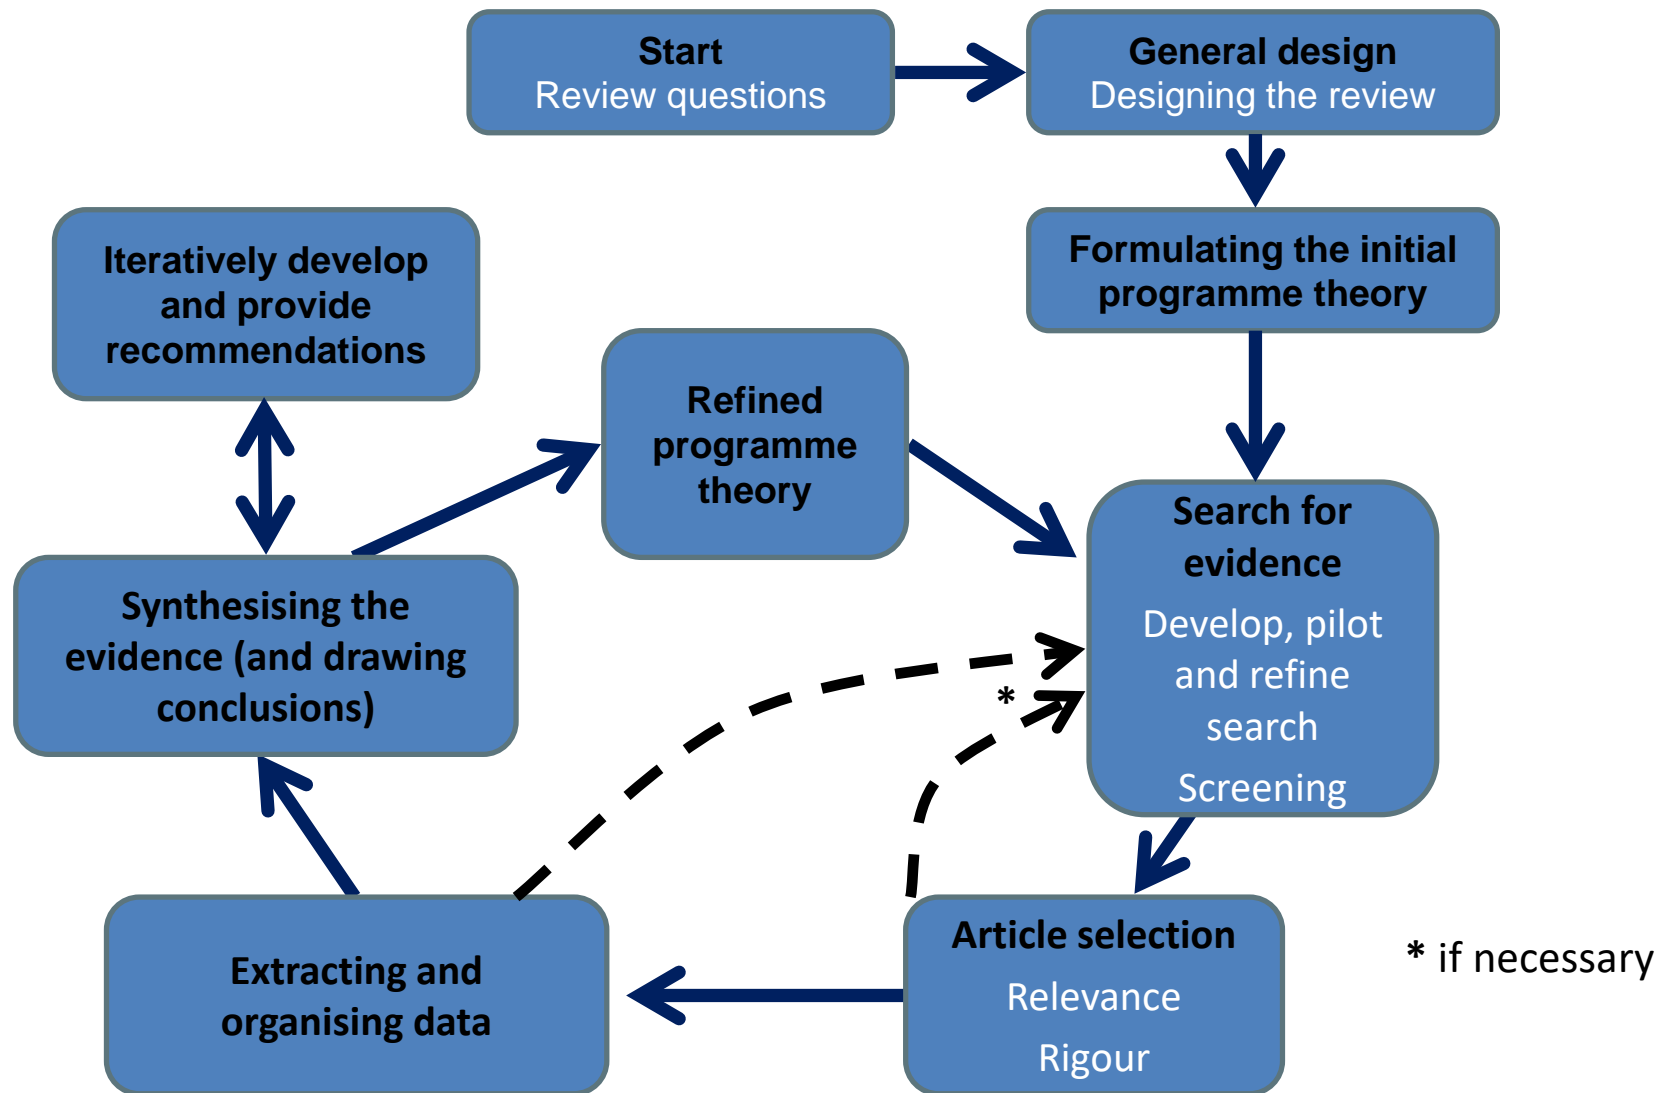 Start
Review questions
General design
Designing the review
Formulating the initial
programme theory
Iteratively develop
and provide
recommendations
Refined
programme
theory
Search for
evidence
Develop, pilot
and refine
search
Screening
Synthesising the
evidence (and drawing
conclusions)
*
Article selection
Relevance
Rigour
Extracting and
organising data
* if necessary